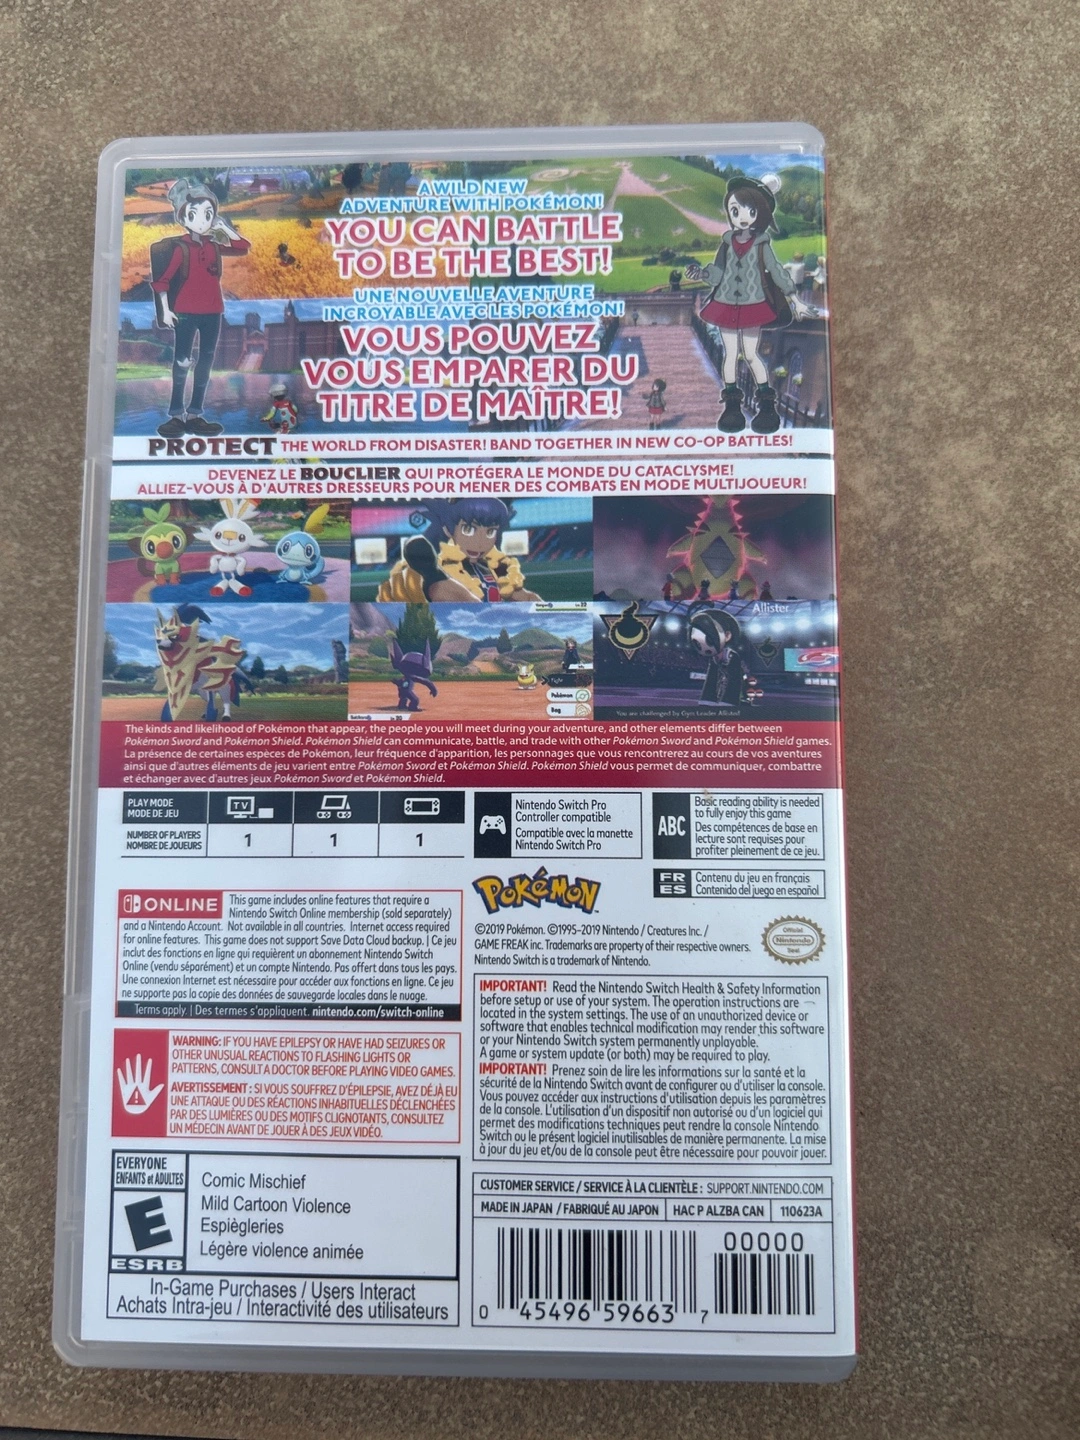 A WILD NEW
ADVENTURE WITH POKÉMON!
YOU CAN BATTLE
TO BE THE BEST!
UNE NOUVELLE AVENTURE
INCROYABLE AVEC LES POKÉMON!
VOUS POUVEZ
VOUS EMPARER DU
TITRE DE MAÎTRE!
PROTECT THE WORLD FROM DISASTER! BAND TOGETHER IN NEW CO-OP BATTLES!
DEVENEZ LE BOUCLIER QUI PROTÉGERA LE MONDE DU CATACLYSME!
ALLIEZ-VOUS À D'AUTRES DRESSEURS POUR MENER DES COMBATS EN MODE MULTIJOUEUR!
Allister
Pokémon
Bag
You are challenged by Gym Leader Allister!
The kinds and likelihood of Pokémon that appear, the people you will meet during your adventure, and other elements differ between
Pokémon Sword and Pokémon Shield. Pokémon Shield can communicate, battle, and trade with other Pokémon Sword and Pokémon Shield games.
La présence de certaines espèces de Pokémon, leur fréquence d'apparition, les personnages que vous rencontrerez au cours de vos aventures
ainsi que d'autres éléments de jeu varient entre Pokémon Sword et Pokémon Shield. Pokémon Shield vous permet de communiquer, combattre
et échanger avec d'autres jeux Pokémon Sword et Pokémon Shield.
PLAY MODE
MODE DE JEU
TV
NUMBER OF PLAYERS
NOMBRE DE JOUEURS
1
1
1
Nintendo Switch Pro
Controller compatible
Compatible avec la manette
Nintendo Switch Pro
ABC
Basic reading ability is needed
to fully enjoy this game
Des compétences de base en
lecture sont requises pour
profiter pleinement de ce jeu.
FR
ES
Contenu du jeu en français
Contenido del juego en español
ONLINE
This game includes online features that require a
Nintendo Switch Online membership (sold separately)
and a Nintendo Account. Not available in all countries. Internet access required
for online features. This game does not support Save Data Cloud backup. | Ce jeu
inclut des fonctions en ligne qui requièrent un abonnement Nintendo Switch
Online (vendu séparément) et un compte Nintendo. Pas offert dans tous les pays.
Une connexion Internet est nécessaire pour accéder aux fonctions en ligne. Ce jeu
ne supporte pas la copie des données de sauvegarde locales dans le nuage.
Terms apply. | Des termes s'appliquent. nintendo.com/switch-online
POKÉMON
©2019 Pokémon. ©1995-2019 Nintendo / Creatures Inc. /
GAME FREAK inc. Trademarks are property of their respective owners.
Nintendo Switch is a trademark of Nintendo.
Official
Nintendo
Seal
WARNING: IF YOU HAVE EPILEPSY OR HAVE HAD SEIZURES OR
OTHER UNUSUAL REACTIONS TO FLASHING LIGHTS OR
PATTERNS, CONSULT A DOCTOR BEFORE PLAYING VIDEO GAMES.
AVERTISSEMENT : SI VOUS SOUFFREZ D'ÉPILEPSIE, AVEZ DÉJÀ EU
UNE ATTAQUE OU DES RÉACTIONS INHABITUELLES DÉCLENCHÉES
PAR DES LUMIÈRES OU DES MOTIFS CLIGNOTANTS, CONSULTEZ
UN MÉDECIN AVANT DE JOUER À DES JEUX VIDÉO.
IMPORTANT! Read the Nintendo Switch Health & Safety Information
before setup or use of your system. The operation instructions are
located in the system settings. The use of an unauthorized device or
software that enables technical modification may render this software
or your Nintendo Switch system permanently unplayable.
A game or system update (or both) may be required to play.
IMPORTANT! Prenez soin de lire les informations sur la santé et la
sécurité de la Nintendo Switch avant de configurer ou d'utiliser la console.
Vous pouvez accéder aux instructions d'utilisation depuis les paramètres
de la console. L'utilisation d'un dispositif non autorisé ou d'un logiciel qui
permet des modifications techniques peut rendre la console Nintendo
Switch ou le présent logiciel inutilisables de manière permanente. La mise
à jour du jeu et/ou de la console peut être nécessaire pour pouvoir jouer.
EVERYONE
ENFANTS et ADULTES
E
ESRB
Comic Mischief
Mild Cartoon Violence
Espiègleries
Légère violence animée
In-Game Purchases / Users Interact
Achats Intra-jeu / Interactivité des utilisateurs
CUSTOMER SERVICE / SERVICE À LA CLIENTÈLE : SUPPORT.NINTENDO.COM
MADE IN JAPAN / FABRIQUÉ AU JAPON
HAC P ALZBA CAN
110623A
00000
0 45496 59663 7